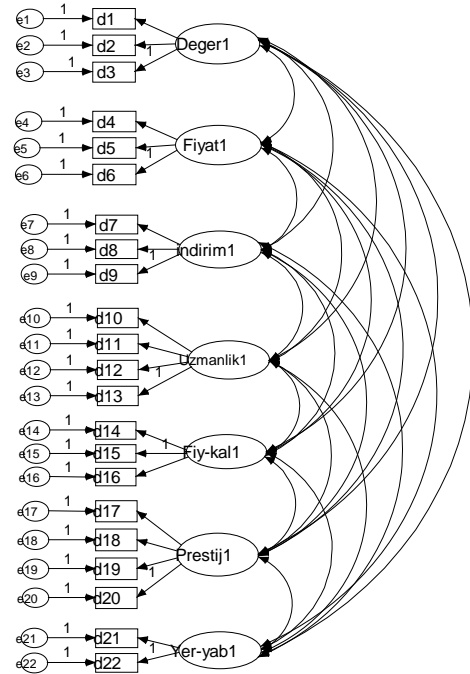 e1 1 d1
e2 1 d2 1 Deger1
e3 1 d3
e4 1 d4
e5 1 d5 1 Fiyat1
e6 1 d6
e7 1 d7
e8 1 d8 1 ndirim1
e9 1 d9
e10 1 d10
e11 1 d11
e12 1 d12 Uzmanlik1
e13 1 d13 1
e14 1 d14
e15 1 d15 1 Fiy-kal1
e16 1 d16
e17 1 d17
e18 1 d18 Prestij1
e19 1 d19 1
e20 1 d20
e21 1 d21 1 Yer-yab1
e22 1 d22